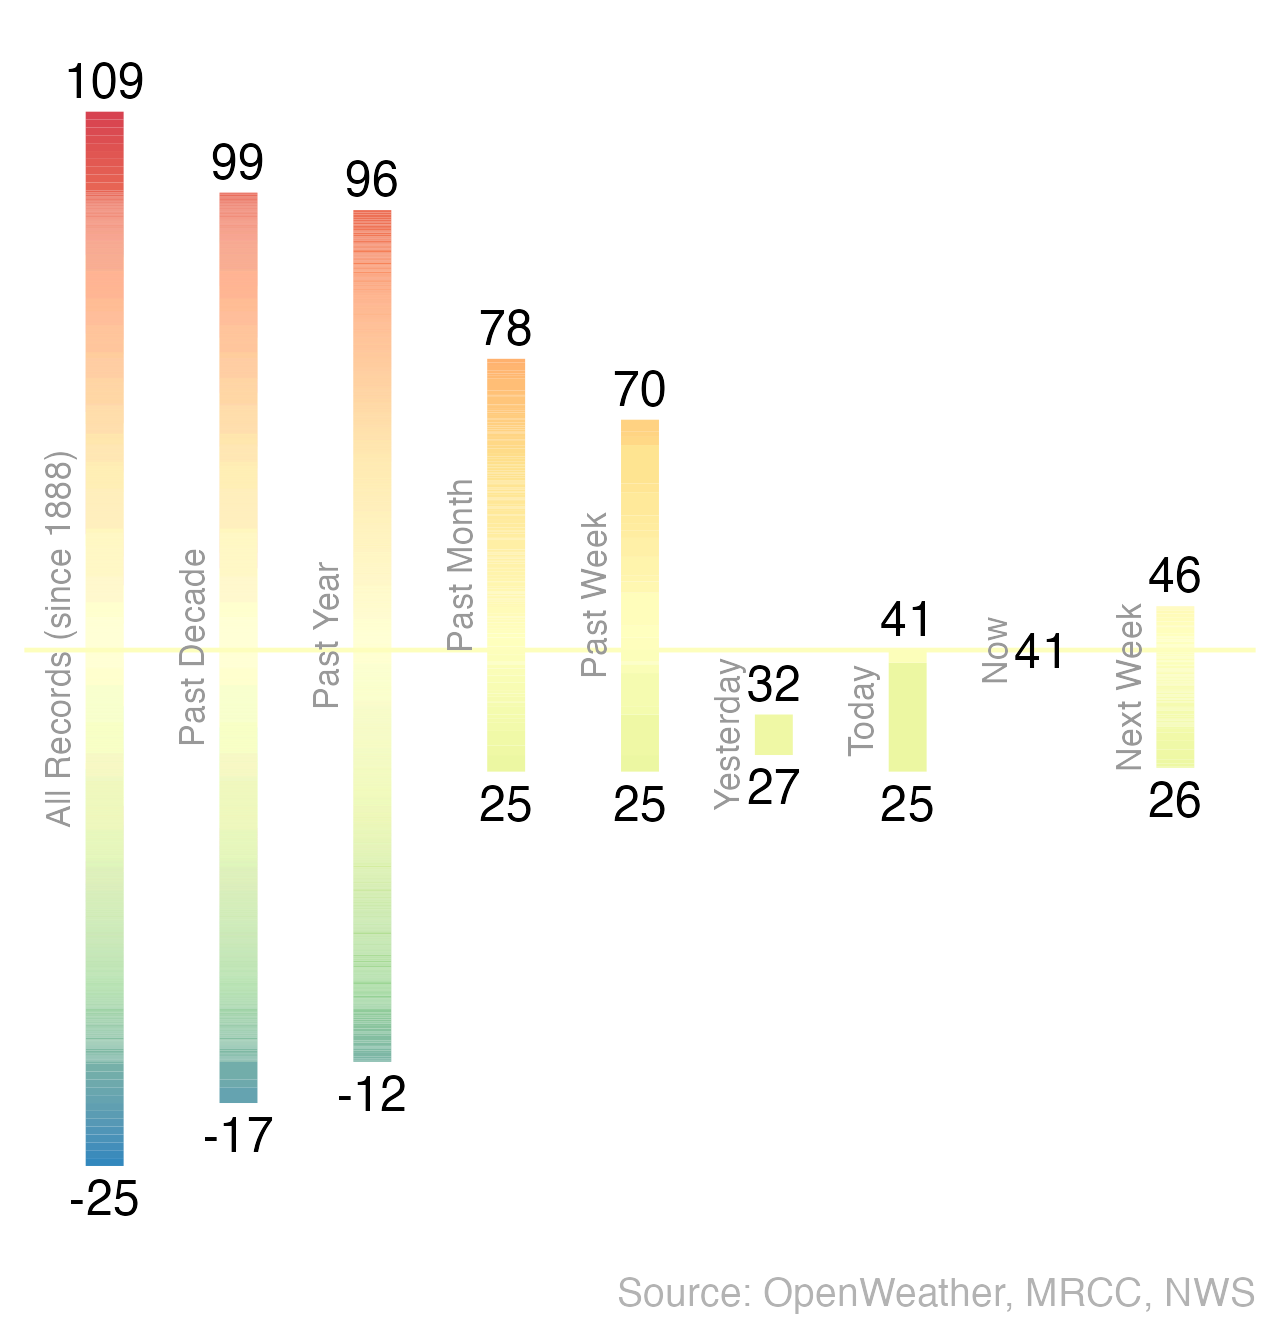 109
All Records (since 1888)
-25
99
Past Decade
-17
96
Past Year
-12
78
Past Month
25
70
Past Week
25
32
Yesterday
27
41
Today
25
Now
41
46
Next Week
26
Source: OpenWeather, MRCC, NWS